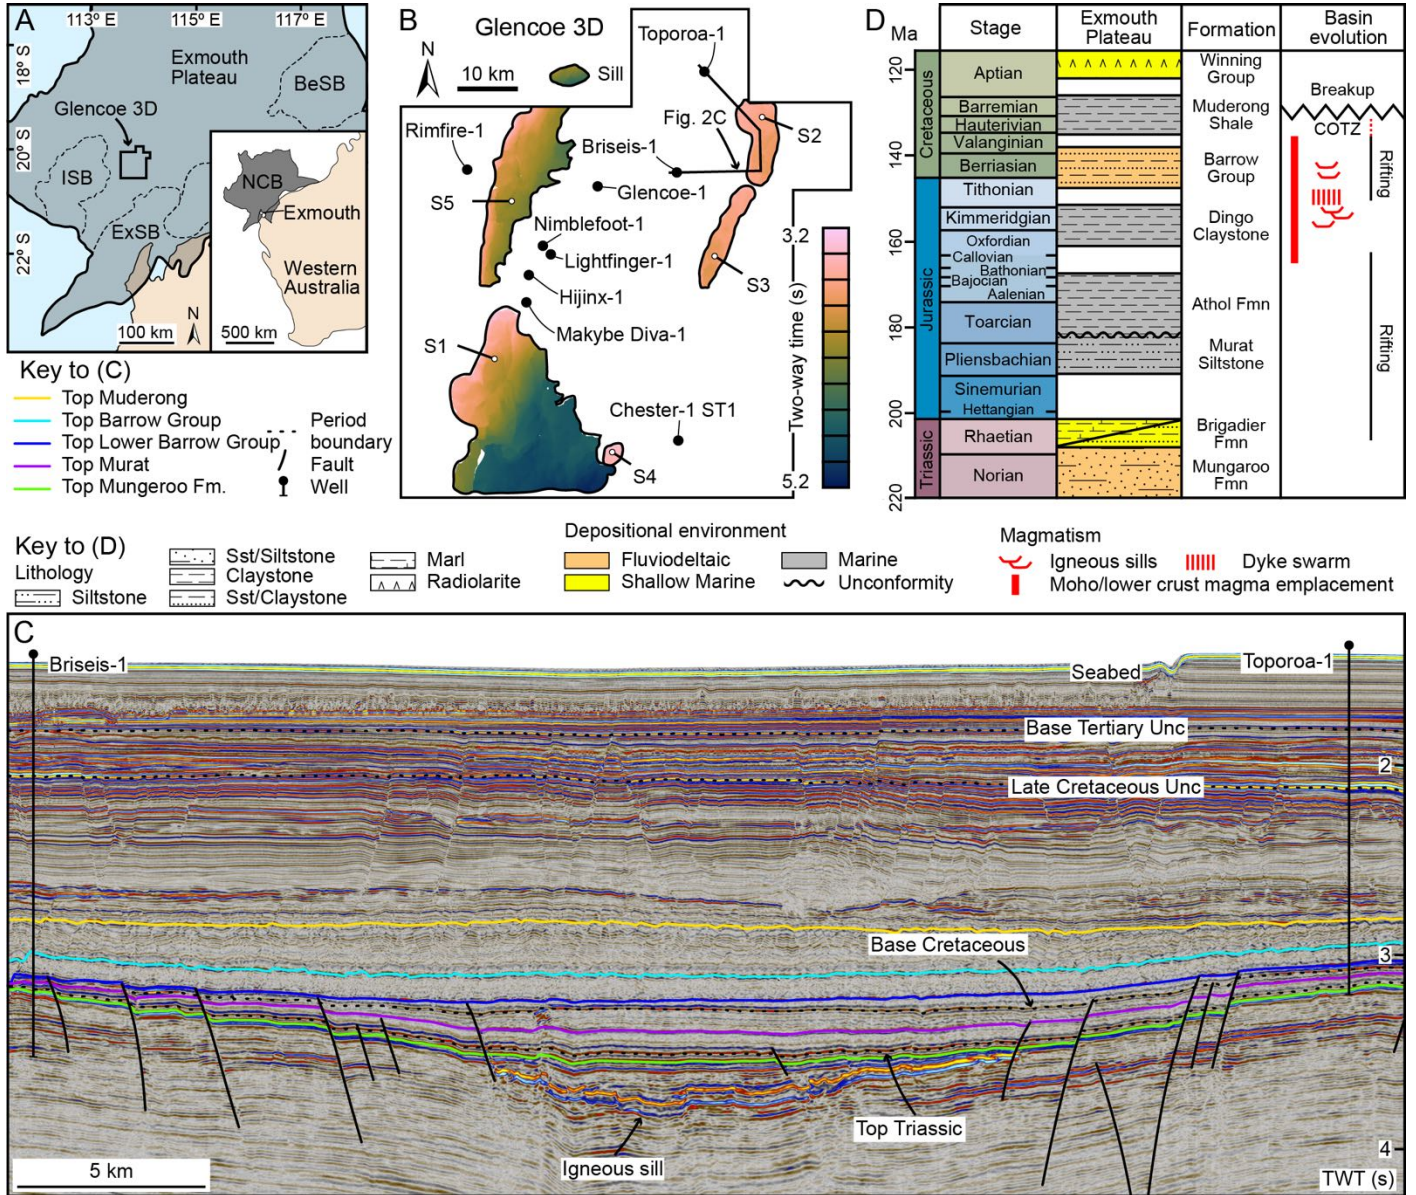 A
113º E
115º E
117º E
18º S
20º S
22º S
Exmouth
Plateau
BeSB
Glencoe 3D
ISB
ExSB
NCB
Exmouth
Western
Australia
N
100 km
500 km
Key to (C)
Top Muderong
Top Barrow Group
Top Lower Barrow Group
Top Murat
Top Mungeroo Fm.
Period
boundary
Fault
Well
B
Glencoe 3D
N
10 km
Sill
Toporoa-1
Rimfire-1
Briseis-1
Fig. 2C
S2
Glencoe-1
S5
Nimblefoot-1
Lightfinger-1
S3
Hijinx-1
Makybe Diva-1
S1
Chester-1 ST1
S4
3.2
Two-way time (s)
5.2
D
Ma
Stage
Exmouth
Plateau
Formation
Basin
evolution
120
140
160
180
200
220
Cretaceous
Jurassic
Triassic
Aptian
Barremian
Hauterivian
Valanginian
Berriasian
Tithonian
Kimmeridgian
Oxfordian
Callovian
Bathonian
Bajocian
Aalenian
Toarcian
Pliensbachian
Sinemurian
Hettangian
Rhaetian
Norian
Winning
Group
Muderong
Shale
Barrow
Group
Dingo
Claystone
Athol Fmn
Murat
Siltstone
Brigadier
Fmn
Mungaroo
Fmn
Breakup
COTZ
Rifting
Rifting
Key to (D)
Lithology
Siltstone
Sst/Siltstone
Claystone
Sst/Claystone
Marl
Radiolarite
Depositional environment
Fluviodeltaic
Shallow Marine
Marine
Unconformity
Magmatism
Igneous sills
Dyke swarm
Moho/lower crust magma emplacement
C
Briseis-1
Seabed
Toporoa-1
Base Tertiary Unc
2
Late Cretaceous Unc
Base Cretaceous
3
Top Triassic
Igneous sill
4
5 km
TWT (s)